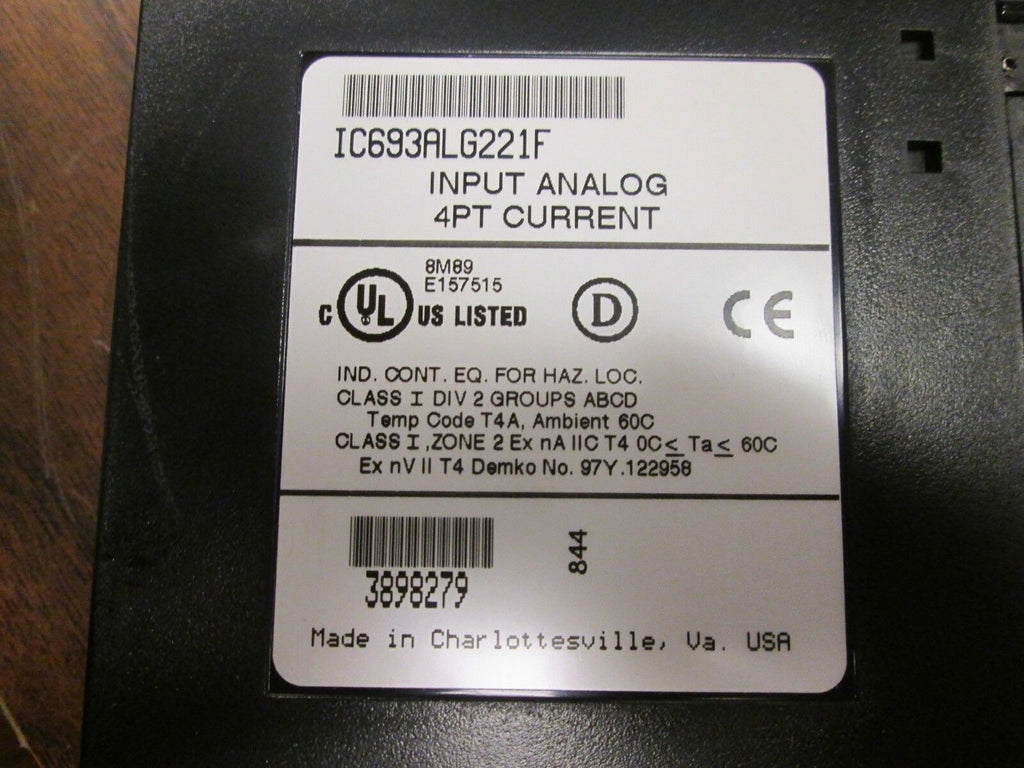 IC693ALG221F
INPUT ANALOG
4PT CURRENT
8M89
E157515
C UL US LISTED
D
CE
IND. CONT. EQ. FOR HAZ. LOC.
CLASS I DIV 2 GROUPS ABCD
Temp Code T4A, Ambient 60C
CLASS I ,ZONE 2 Ex nA IIC T4 0C≤ Ta≤ 60C
Ex nV II T4 Demko No. 97Y.122958
3898279
844
Made in Charlottesville, Va. USA